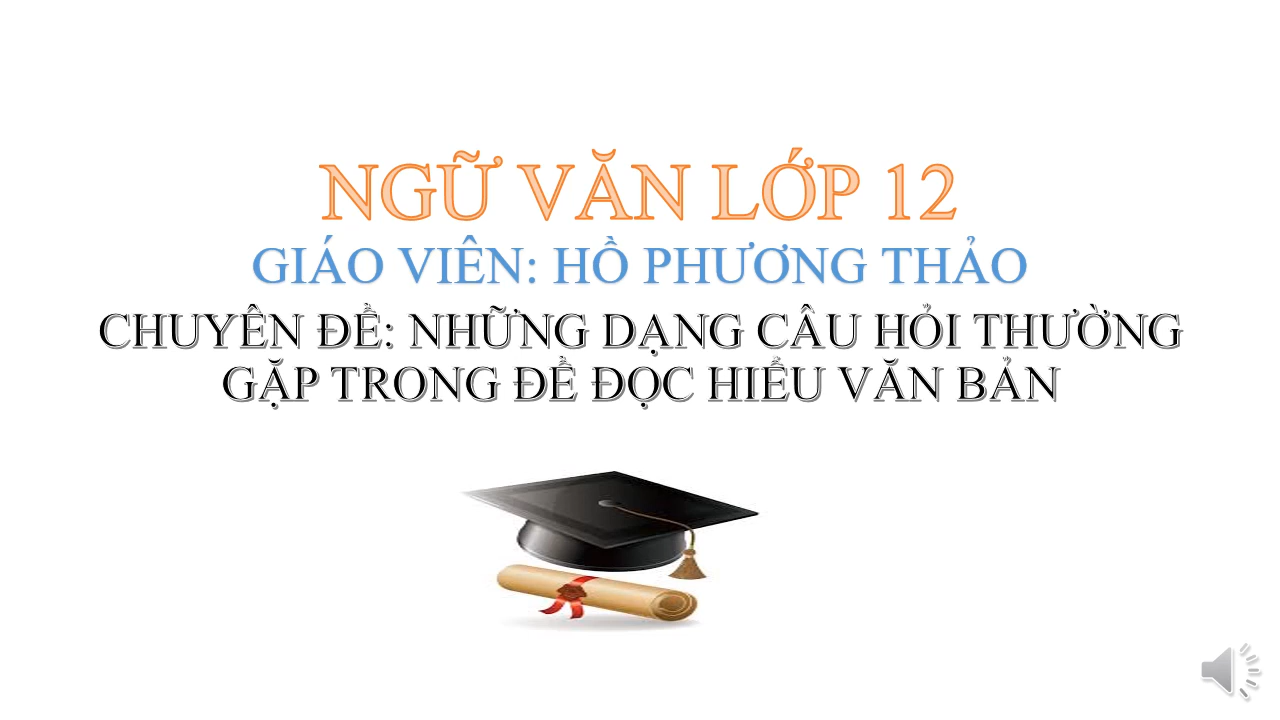 NGỮ VĂN LỚP 12
GIÁO VIÊN: HỒ PHƯƠNG THẢO
CHUYÊN ĐỀ: NHỮNG DẠNG CÂU HỎI THƯỜNG
GẶP TRONG ĐỀ ĐỌC HIỂU VĂN BẢN